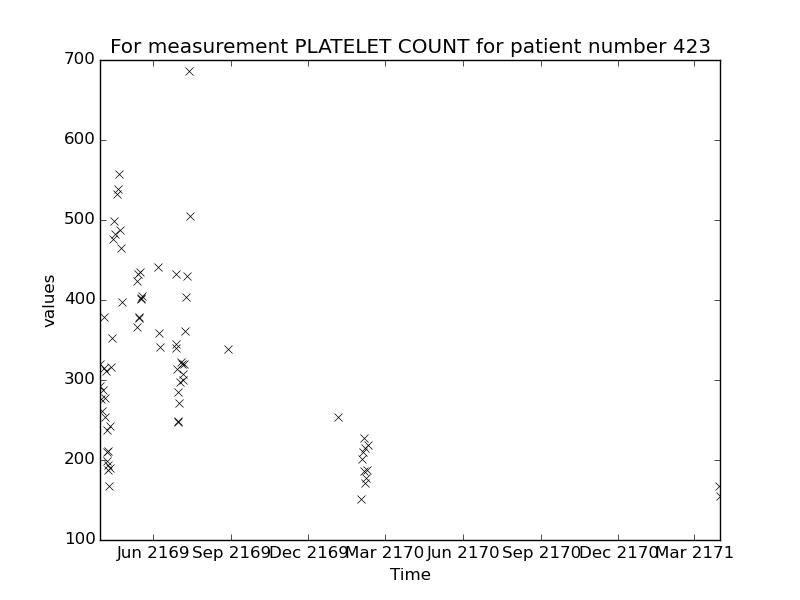 For measurement PLATELET COUNT for patient number 423
700
600
500
400
300
200
100
values
Jun 2169 Sep 2169 Dec 2169 Mar 2170 Jun 2170 Sep 2170 Dec 2170 Mar 2171
Time